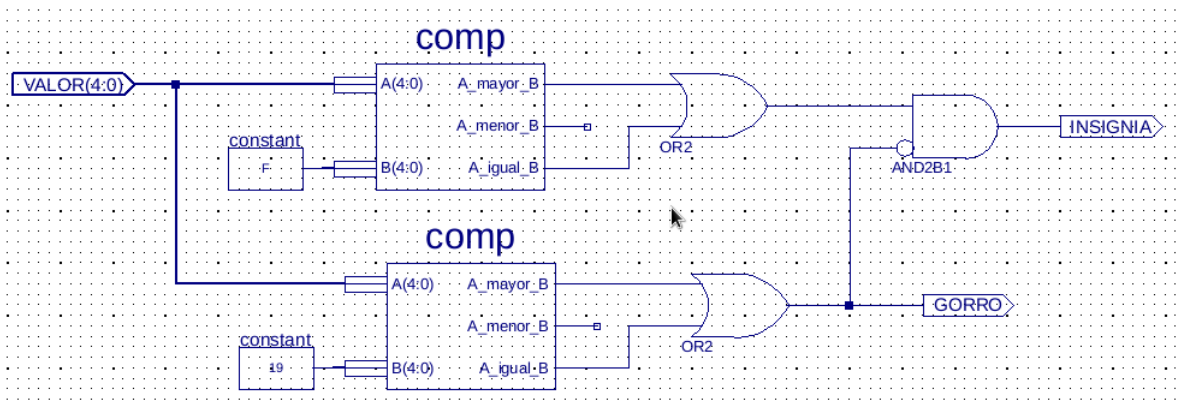 comp
VALOR(4:0)
A(4:0) A_mayor_B
A_menor_B
constant
F
B(4:0) A_igual_B
OR2
INSIGNIA
AND2B1
comp
A(4:0) A_mayor_B
A_menor_B
GORRO
constant
19
B(4:0) A_igual_B
OR2